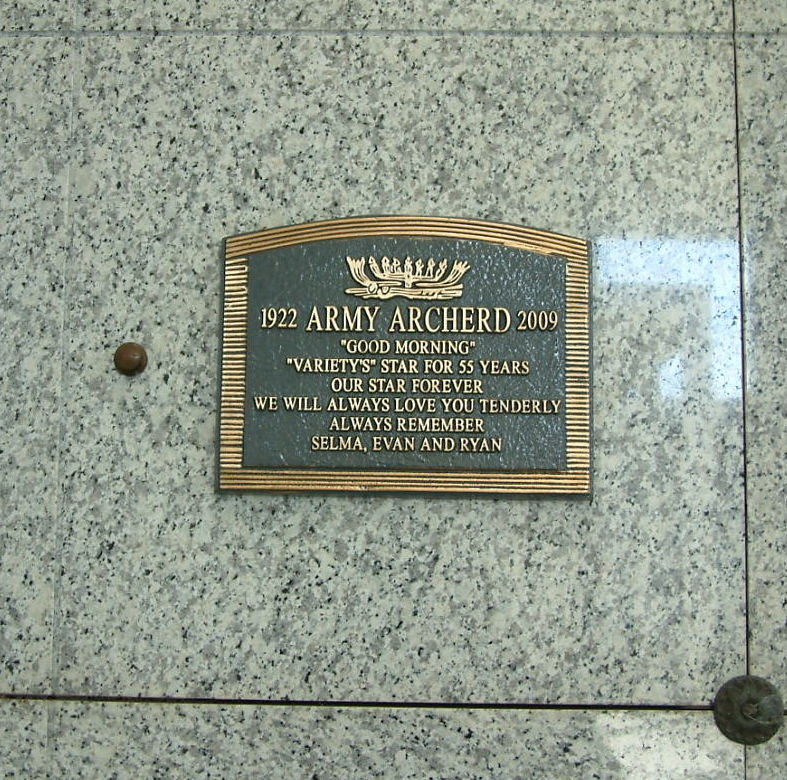 1922 ARMY ARCHERD 2009
"GOOD MORNING"
"VARIETY'S" STAR FOR 55 YEARS
OUR STAR FOREVER
WE WILL ALWAYS LOVE YOU TENDERLY
ALWAYS REMEMBER
SELMA, EVAN AND RYAN